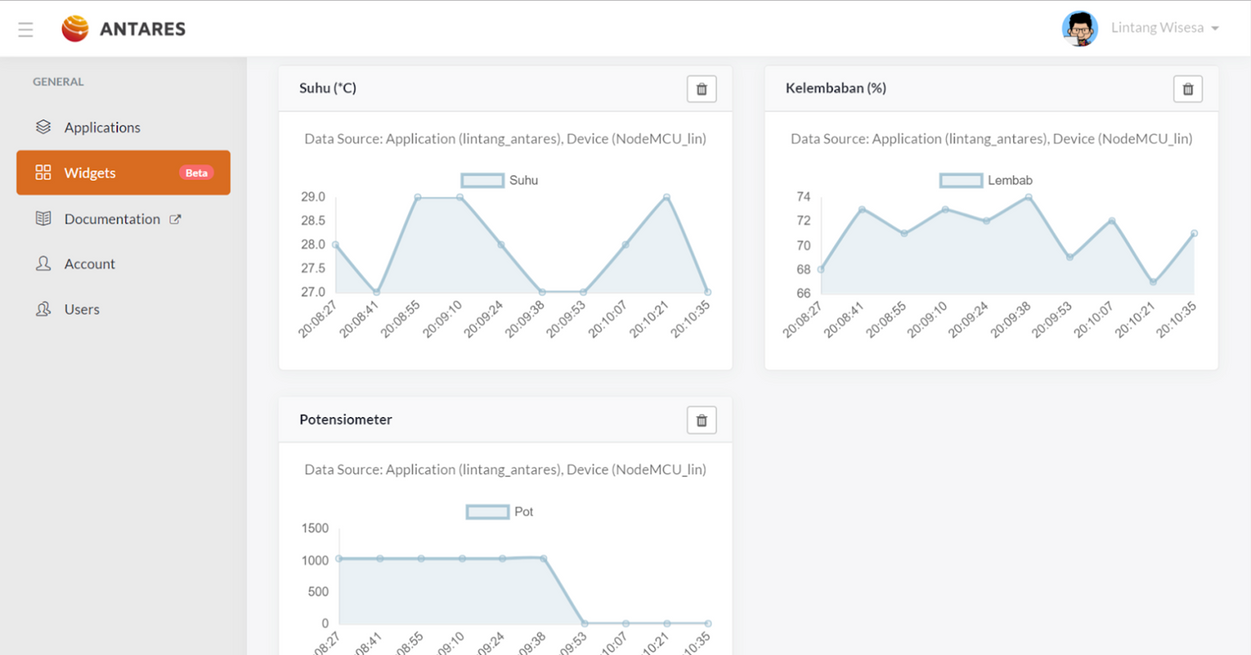 ANTARES
Lintang Wisesa
GENERAL
Applications
Widgets Beta
Documentation
Account
Users
Suhu (*C)
Data Source: Application (lintang_antares), Device (NodeMCU_lin)
Suhu
29.0
28.5
28.0
27.5
27.0
20:08:27 20:08:41 20:08:55 20:09:10 20:09:24 20:09:38 20:09:53 20:10:07 20:10:21 20:10:35
Kelembaban (%)
Data Source: Application (lintang_antares), Device (NodeMCU_lin)
Lembab
74
72
70
68
66
20:08:27 20:08:41 20:08:55 20:09:10 20:09:24 20:09:38 20:09:53 20:10:07 20:10:21 20:10:35
Potensiometer
Data Source: Application (lintang_antares), Device (NodeMCU_lin)
Pot
1500
1000
500
0
08:27 08:41 08:55 09:10 09:24 09:38 09:53 10:07 10:21 10:35